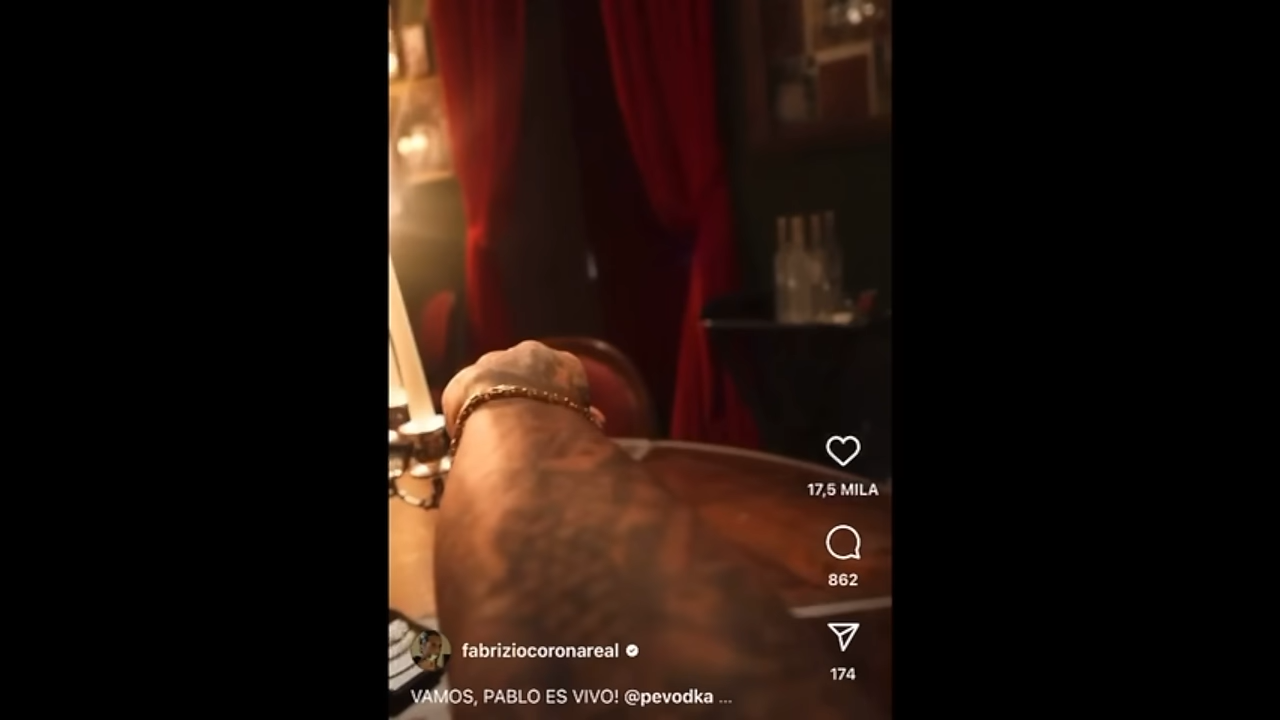 17,5 MILA
862
174
fabriziocoronareal
VAMOS, PABLO ES VIVO! @pevodka ...